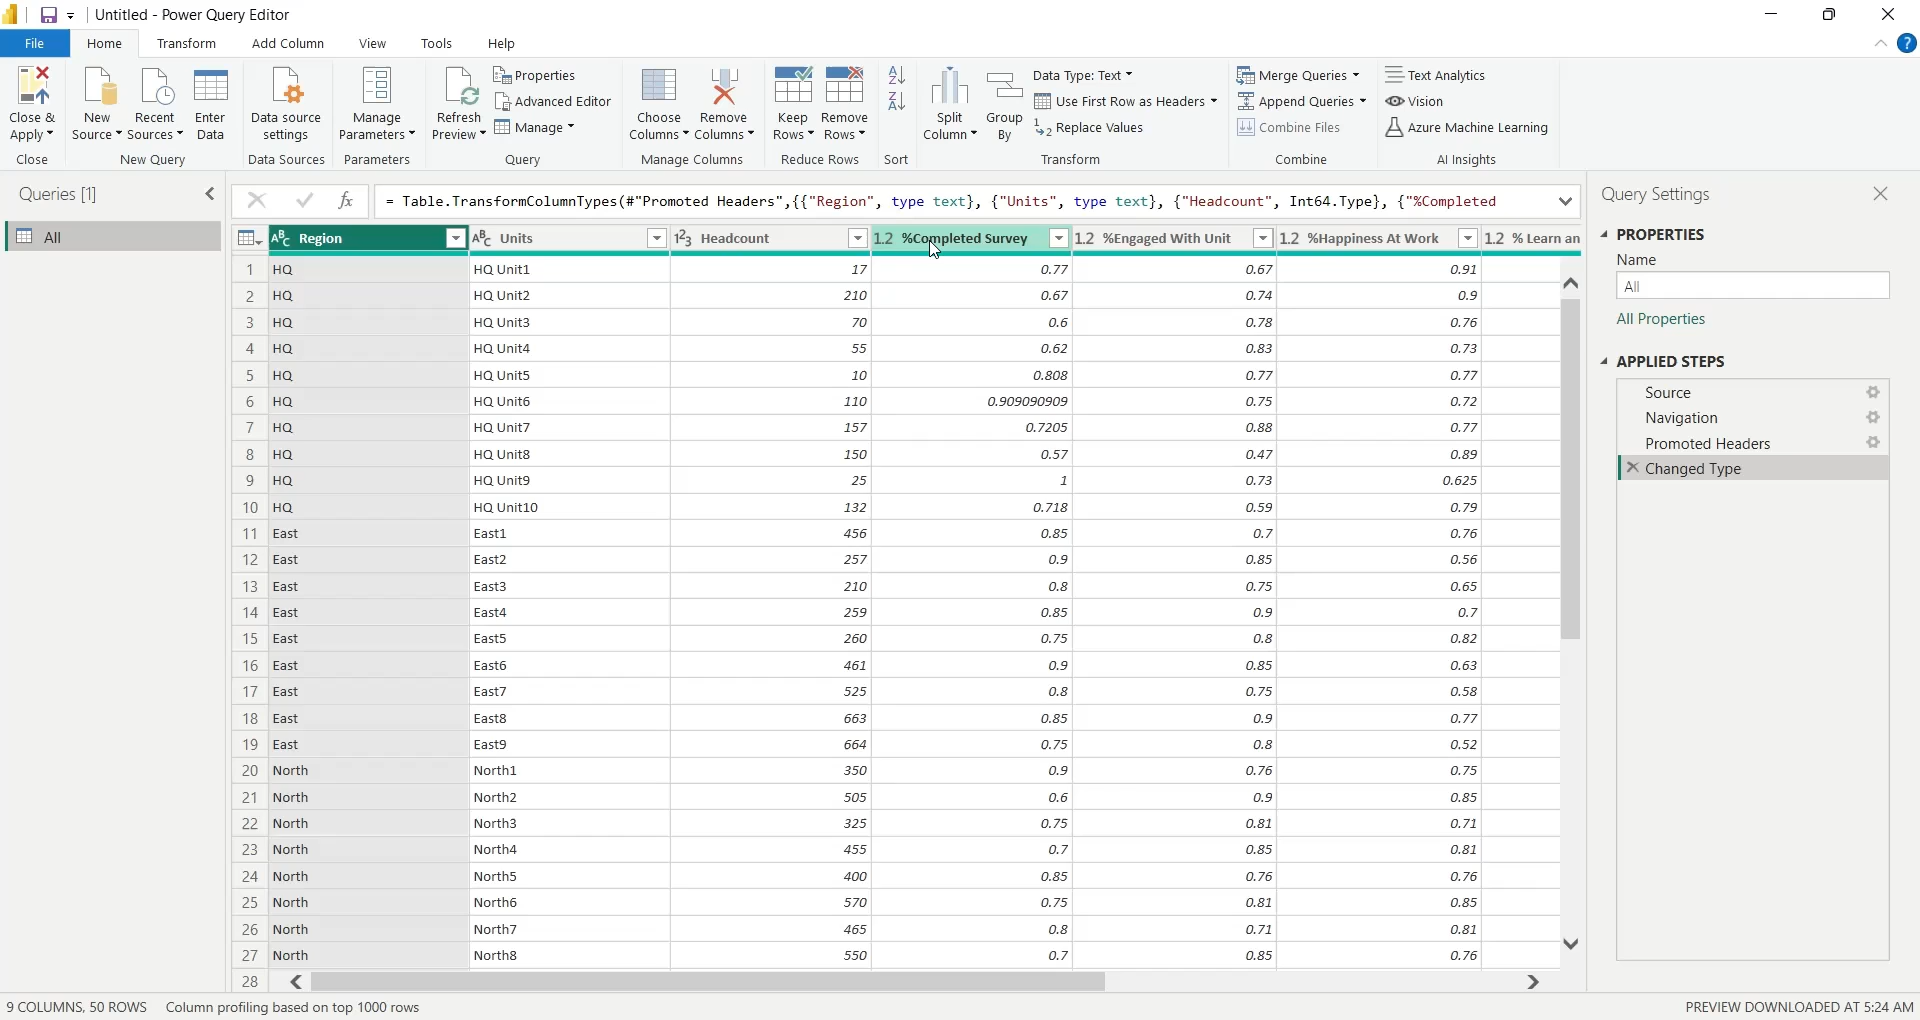 Untitled - Power Query Editor
File Home Transform Add Column View Tools Help
Close & Apply
Close
New Source
Recent Sources
Enter Data
New Query
Data source settings
Data Sources
Manage Parameters
Parameters
Refresh Preview
Properties
Advanced Editor
Manage
Query
Choose Columns
Remove Columns
Manage Columns
Keep Rows
Remove Rows
Reduce Rows
Sort
Split Column
Group By
Data Type: Text
Use First Row as Headers
Replace Values
Transform
Merge Queries
Append Queries
Combine Files
Combine
Text Analytics
Vision
Azure Machine Learning
AI Insights
Queries [1]
All
fx
= Table.TransformColumnTypes(#"Promoted Headers",{{"Region", type text}, {"Units", type text}, {"Headcount", Int64.Type}, {"%Completed
ABC Region ABC Units 123 Headcount 1.2 %Completed Survey 1.2 %Engaged With Unit 1.2 %Happiness At Work 1.2 % Learn an
1 HQ HQ Unit1 17 0.77 0.67 0.91
2 HQ HQ Unit2 210 0.67 0.74 0.9
3 HQ HQ Unit3 70 0.6 0.78 0.76
4 HQ HQ Unit4 55 0.62 0.83 0.73
5 HQ HQ Unit5 10 0.808 0.77 0.77
6 HQ HQ Unit6 110 0.909090909 0.75 0.72
7 HQ HQ Unit7 157 0.7205 0.88 0.77
8 HQ HQ Unit8 150 0.57 0.47 0.89
9 HQ HQ Unit9 25 1 0.73 0.625
10 HQ HQ Unit10 132 0.718 0.59 0.79
11 East East1 456 0.85 0.7 0.76
12 East East2 257 0.9 0.85 0.56
13 East East3 210 0.8 0.75 0.65
14 East East4 259 0.85 0.9 0.7
15 East East5 260 0.75 0.8 0.82
16 East East6 461 0.9 0.85 0.63
17 East East7 525 0.8 0.75 0.58
18 East East8 663 0.85 0.9 0.77
19 East East9 664 0.75 0.8 0.52
20 North North1 350 0.9 0.76 0.75
21 North North2 505 0.6 0.9 0.85
22 North North3 325 0.75 0.81 0.71
23 North North4 455 0.7 0.85 0.81
24 North North5 400 0.85 0.76 0.76
25 North North6 570 0.75 0.81 0.85
26 North North7 465 0.8 0.71 0.81
27 North North8 550 0.7 0.85 0.76
28
Query Settings
PROPERTIES
Name
All
All Properties
APPLIED STEPS
Source
Navigation
Promoted Headers
Changed Type
9 COLUMNS, 50 ROWS Column profiling based on top 1000 rows
PREVIEW DOWNLOADED AT 5:24 AM